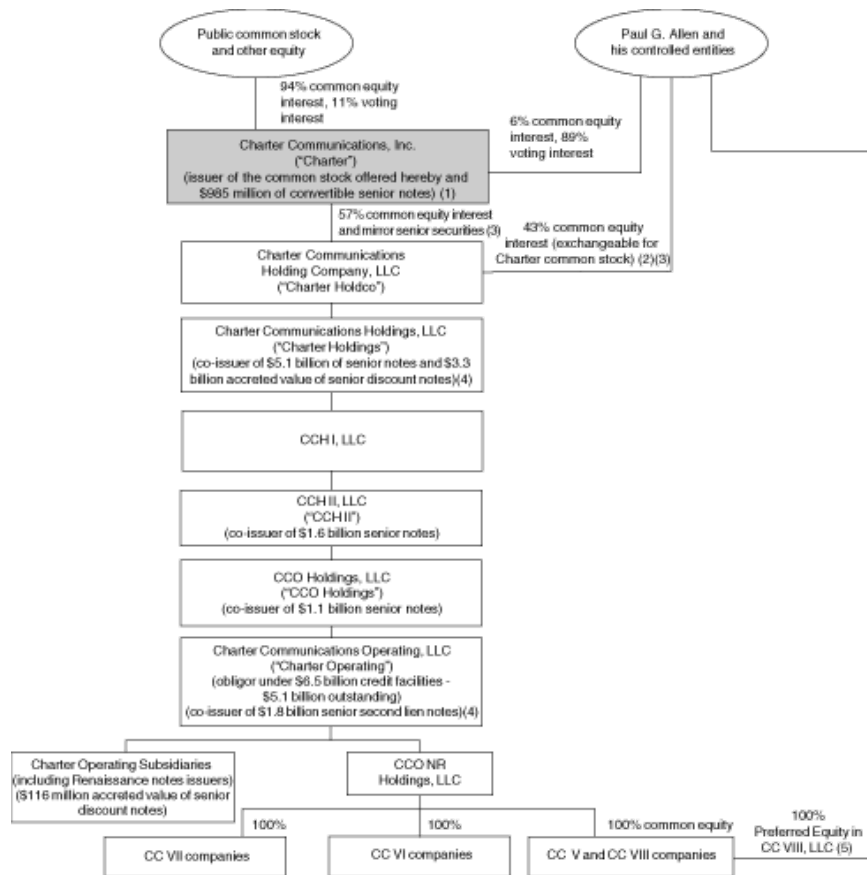 Public common stock
and other equity
Paul G. Allen and
his controlled entities
94% common equity
interest, 11% voting
interest
6% common equity
interest, 89%
voting interest
Charter Communications, Inc.
("Charter")
(issuer of the common stock offered hereby and
$985 million of convertible senior notes) (1)
57% common equity interest
and mirror senior securities (3)
43% common equity
interest (exchangeable for
Charter common stock) (2)(3)
Charter Communications
Holding Company, LLC
("Charter Holdco")
Charter Communications Holdings, LLC
("Charter Holdings")
(co-issuer of $5.1 billion of senior notes and $3.3
billion accreted value of senior discount notes)(4)
CCH I, LLC
CCH II, LLC
("CCH II")
(co-issuer of $1.6 billion senior notes)
CCO Holdings, LLC
("CCO Holdings")
(co-issuer of $1.1 billion senior notes)
Charter Communications Operating, LLC
("Charter Operating")
(obligor under $6.5 billion credit facilities -
$5.1 billion outstanding)
(co-issuer of $1.8 billion senior second lien notes)(4)
Charter Operating Subsidiaries
(including Renaissance notes issuers)
($116 million accreted value of senior
discount notes)
CCO NR
Holdings, LLC
100%
100%
100% common equity
100%
Preferred Equity in
CC VIII, LLC (5)
CC VII companies
CC VI companies
CC V and CC VIII companies